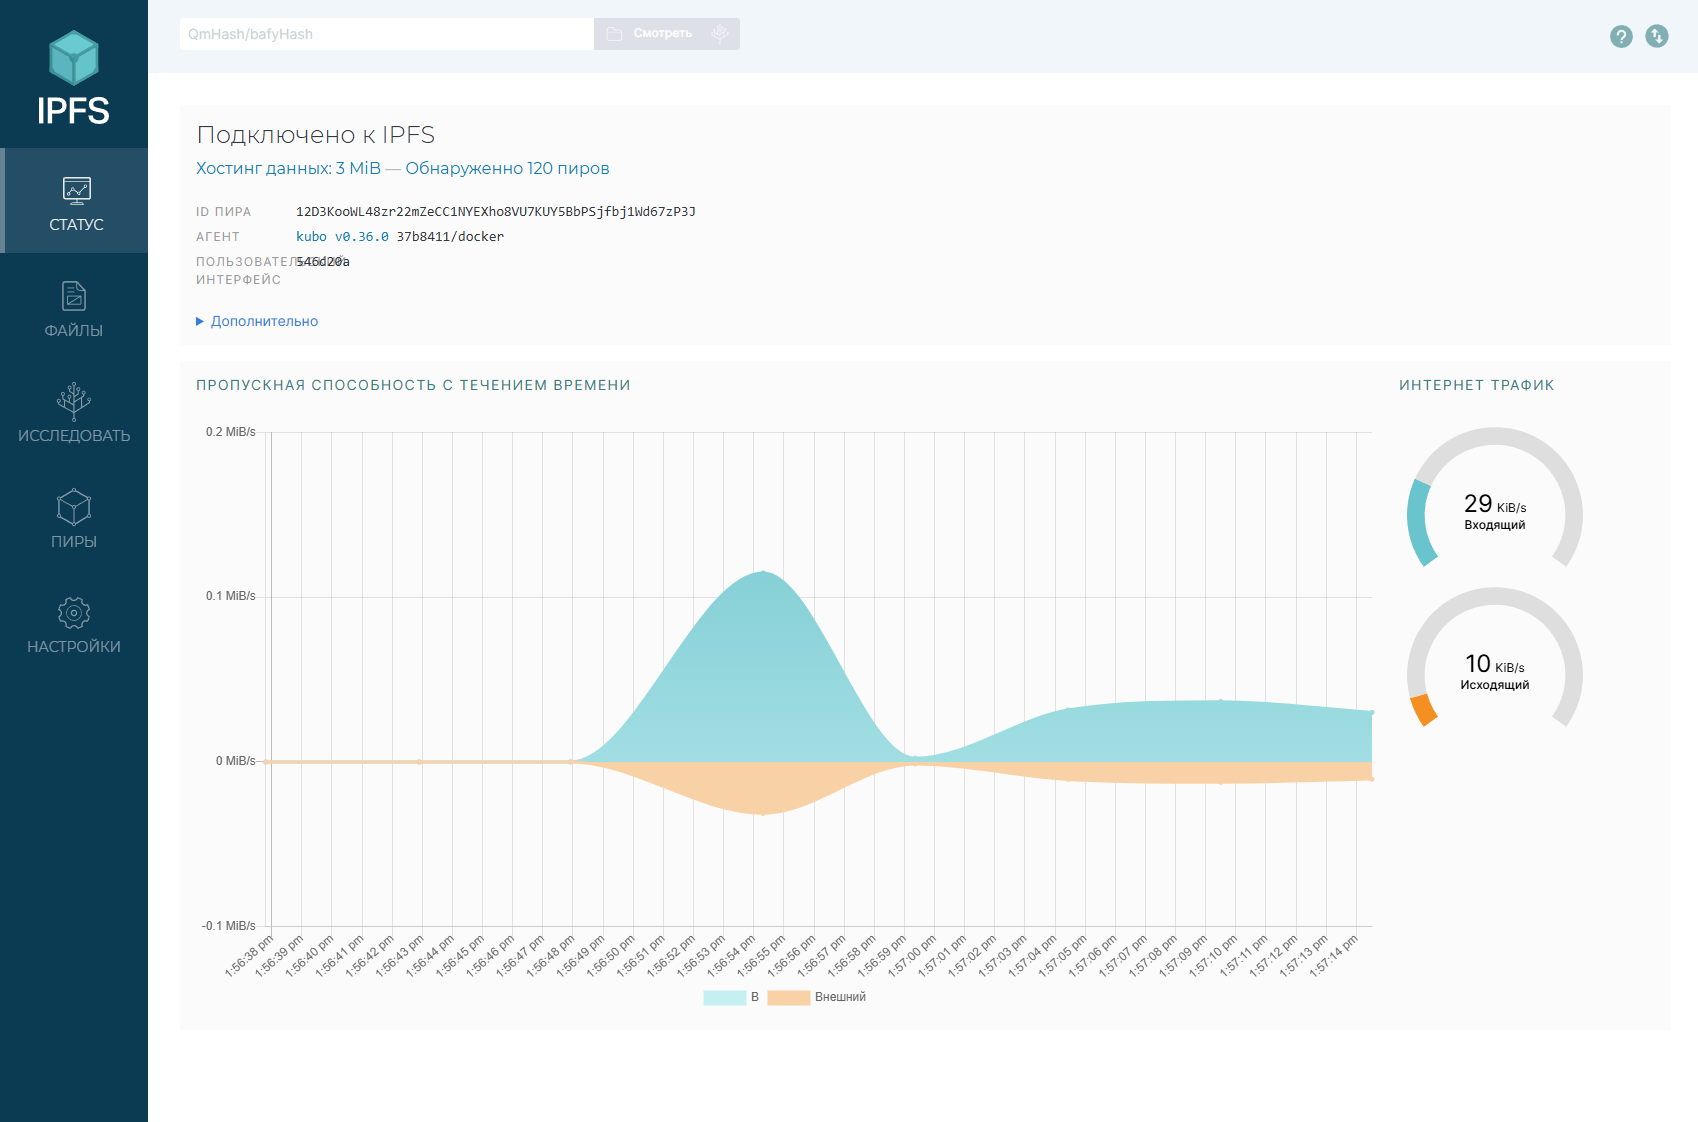 IPFS
QmHash/bafyHash
Смотреть
СТАТУС
ФАЙЛЫ
ИССЛЕДОВАТЬ
ПИРЫ
НАСТРОЙКИ
Подключено к IPFS
Хостинг данных: 3 MiB — Обнаруженно 120 пиров
ID ПИРА 12D3KooWL48zr22mZeCC1NYEXho8VU7KUY5BbPSjfbj1Wd67zP3J
АГЕНТ kubo v0.36.0 37b8411/docker
ПОЛЬЗОВАТЕЛЬСКИЙ 546d20a
ИНТЕРФЕЙС
Дополнительно
ПРОПУСКНАЯ СПОСОБНОСТЬ С ТЕЧЕНИЕМ ВРЕМЕНИ
0.2 MiB/s
0.1 MiB/s
0 MiB/s
-0.1 MiB/s
1:56:38 pm
1:56:39 pm
1:56:40 pm
1:56:41 pm
1:56:42 pm
1:56:43 pm
1:56:44 pm
1:56:45 pm
1:56:46 pm
1:56:47 pm
1:56:48 pm
1:56:49 pm
1:56:50 pm
1:56:51 pm
1:56:52 pm
1:56:53 pm
1:56:54 pm
1:56:55 pm
1:56:56 pm
1:56:57 pm
1:56:58 pm
1:56:59 pm
1:57:00 pm
1:57:01 pm
1:57:02 pm
1:57:03 pm
1:57:04 pm
1:57:05 pm
1:57:06 pm
1:57:07 pm
1:57:08 pm
1:57:09 pm
1:57:10 pm
1:57:11 pm
1:57:12 pm
1:57:13 pm
1:57:14 pm
В
Внешний
ИНТЕРНЕТ ТРАФИК
29 KiB/s
Входящий
10 KiB/s
Исходящий